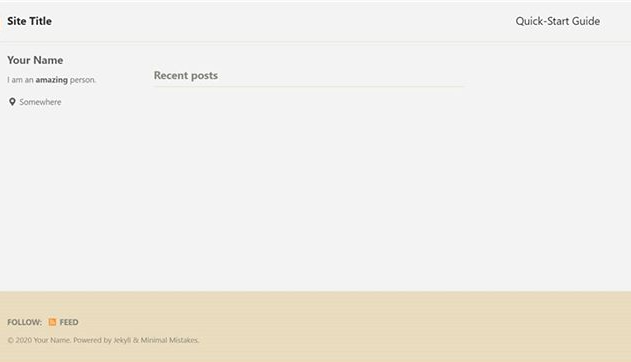 Site Title
Quick-Start Guide
Your Name
I am an amazing person.
Somewhere
Recent posts
FOLLOW: FEED
© 2020 Your Name. Powered by Jekyll & Minimal Mistakes.